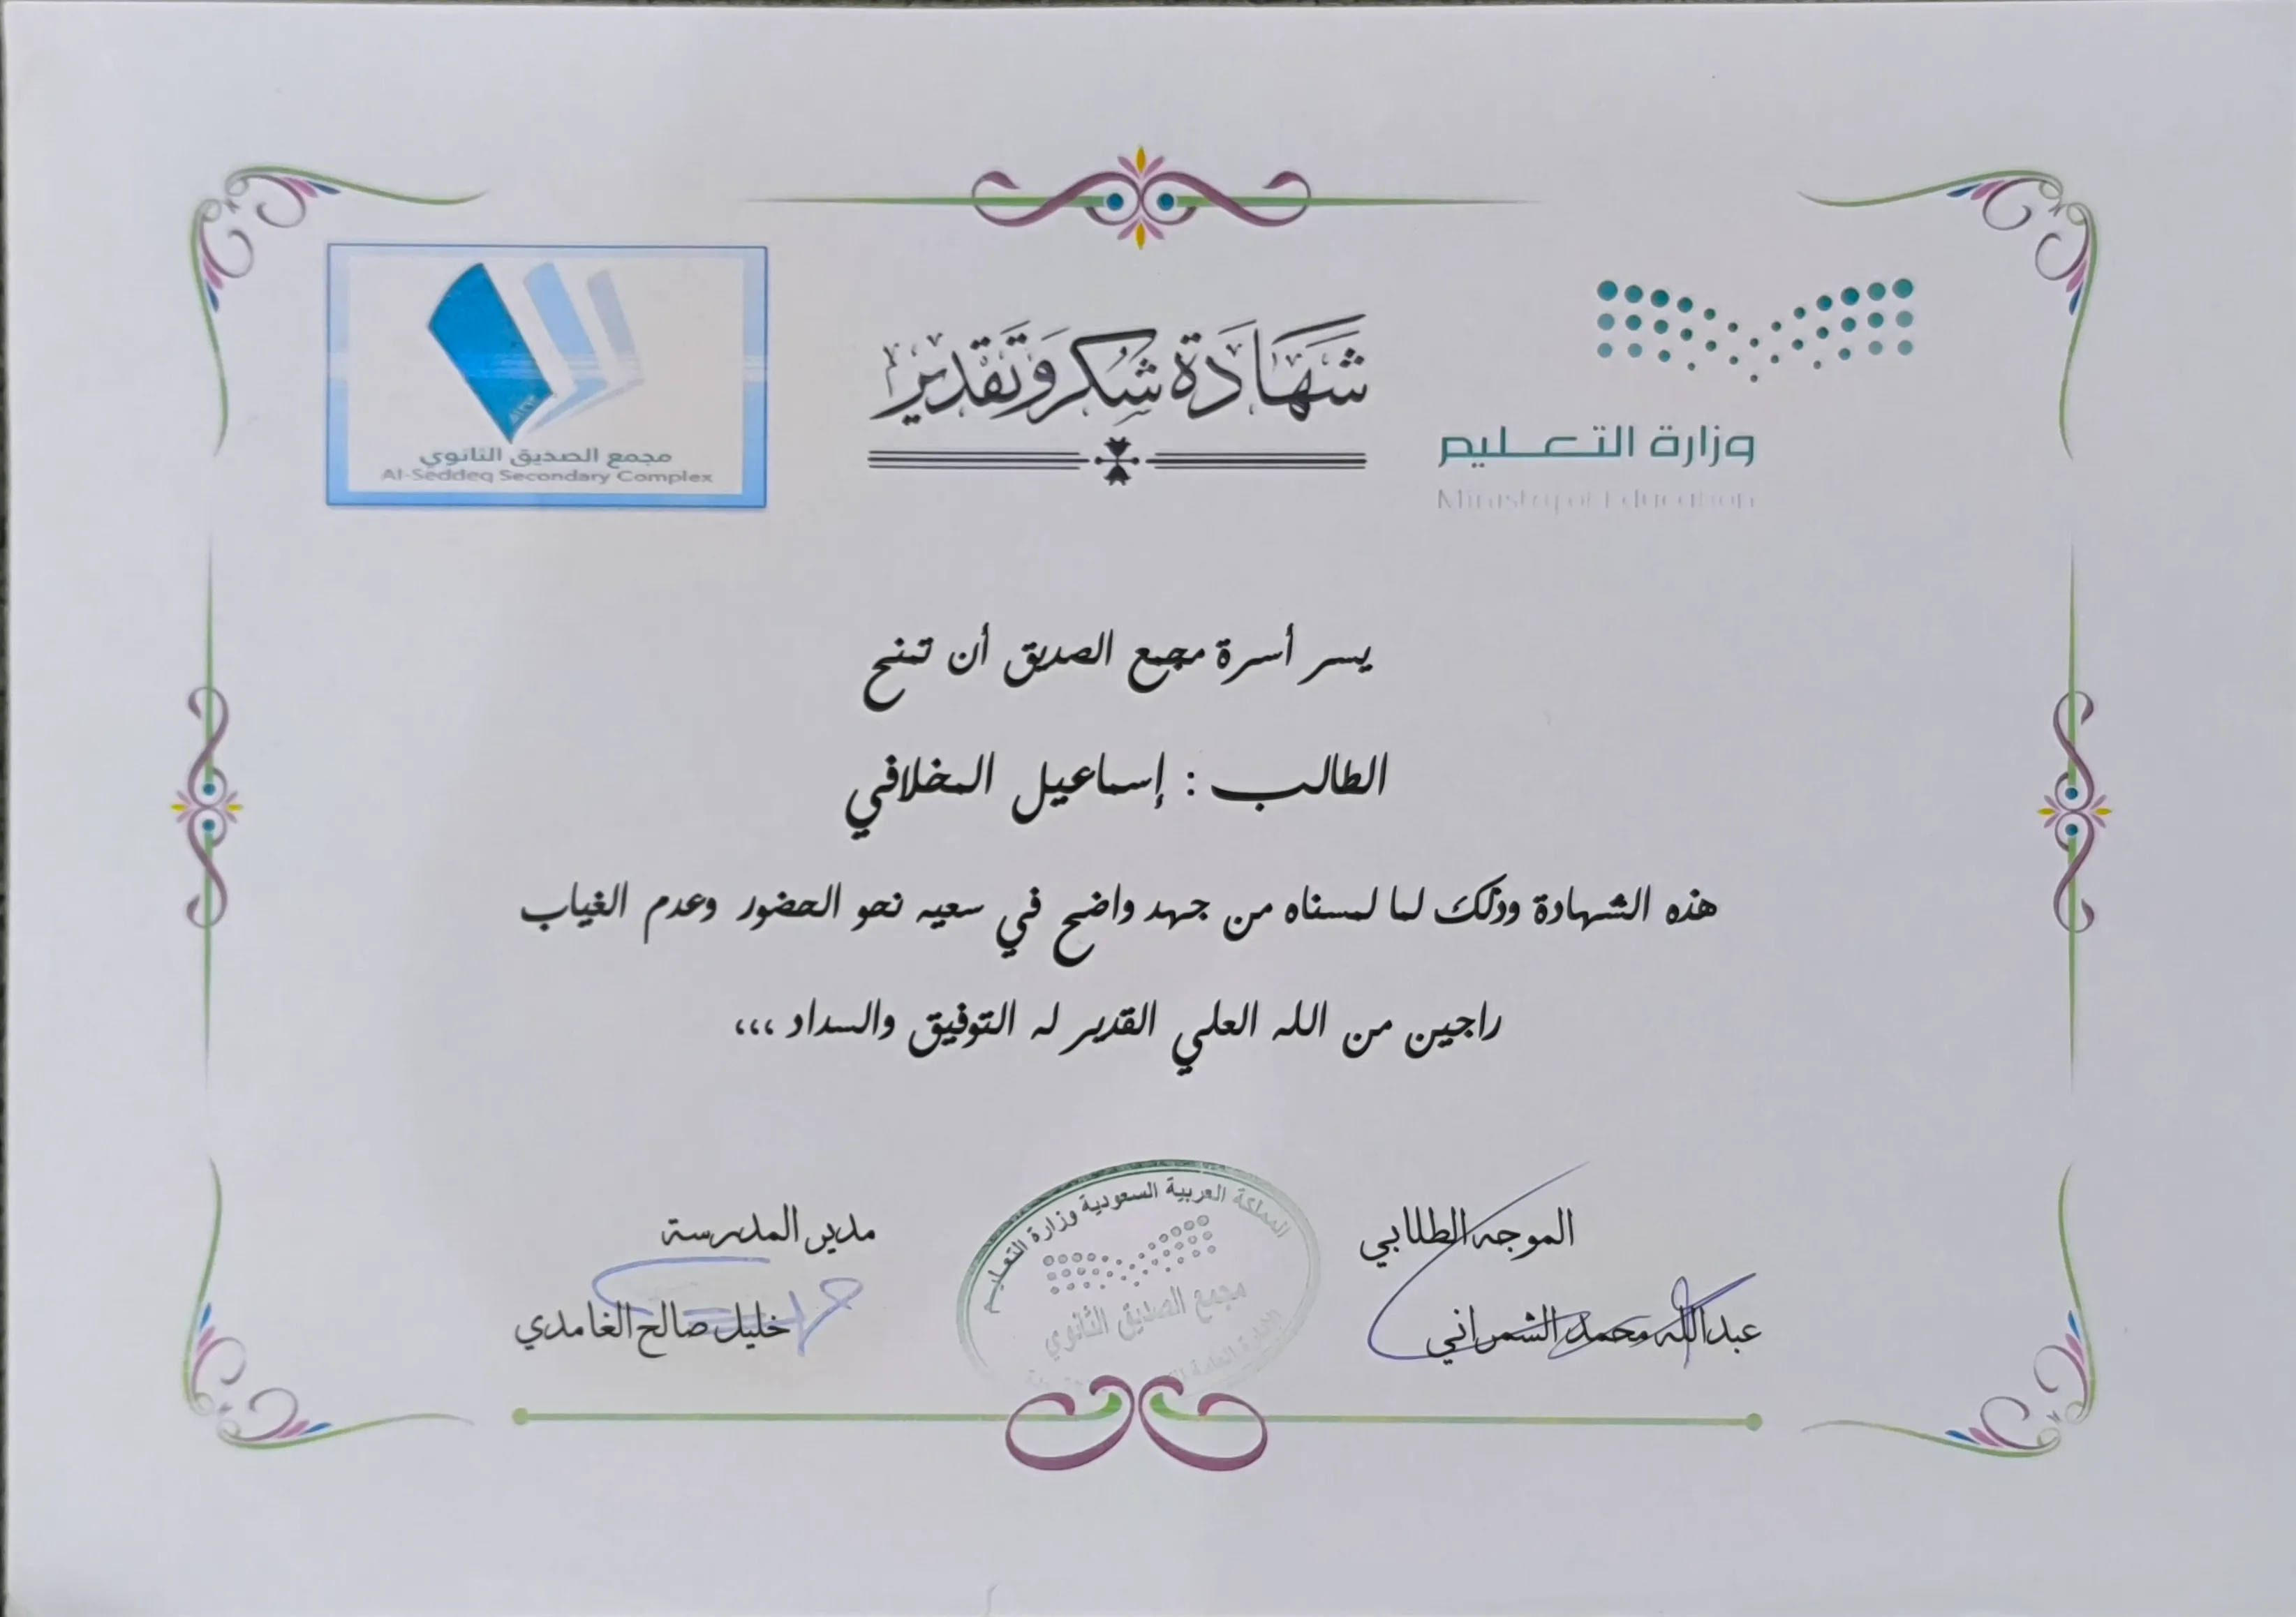 شهادة شكر وتقدير
وزارة التعليم
Ministry of Education
مجمع الصديق الثانوي
Al-Seddeq Secondary Complex
يسر أسرة مجمع الصديق أن تمنح
الطالب : إسماعيل المخلافي
هذه الشهادة وذلك لما لمسناه من جهد واضح في سعيه نحو الحضور وعدم الغياب
راجين من الله العلي القدير له التوفيق والسداد ،،،
الموجه الطلابي
عبدالله محمد الشمراني
المملكة العربية السعودية وزارة التعليم
مجمع الصديق الثانوي
مدير المدرسة
خليل صالح الغامدي